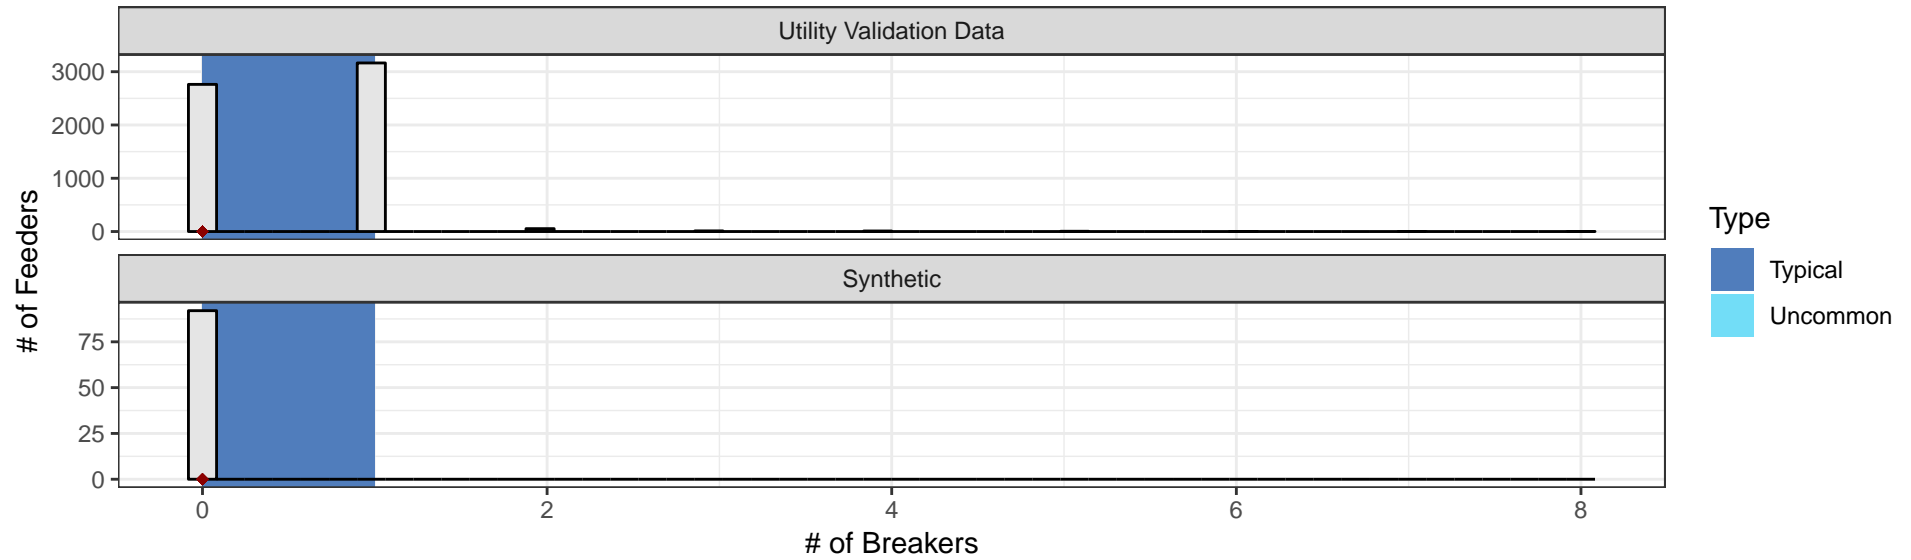 Utility Validation Data
3000
2000
1000
0
# of Feeders
Synthetic
75
50
25
0
0 2 4 6 8
# of Breakers
Type
Typical
Uncommon